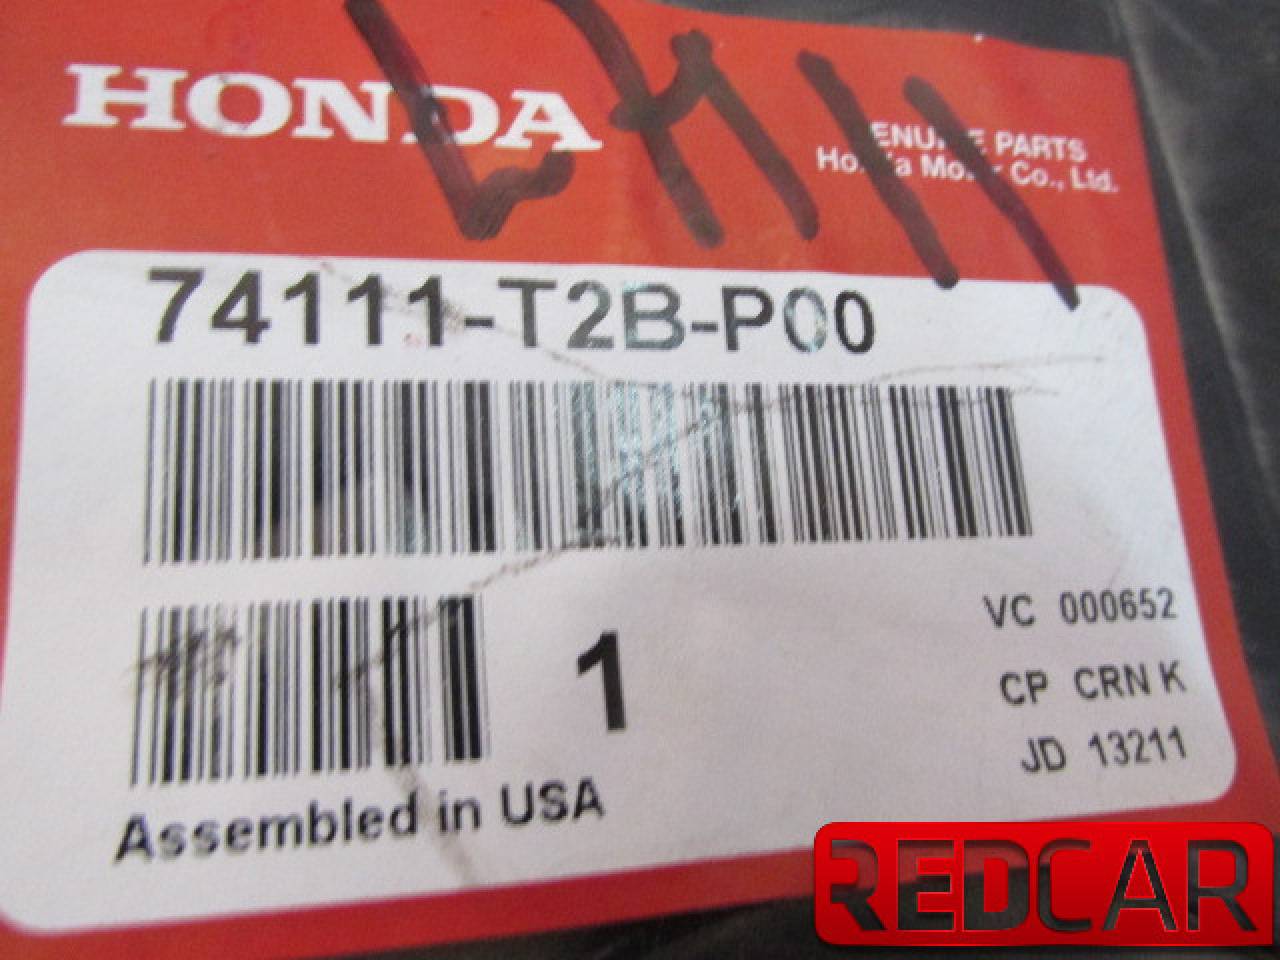 HONDA
LH11
GENUINE PARTS
Honda Motor Co., Ltd.
74111-T2B-P00
1
VC 000652
CP CRN K
JD 13211
Assembled in USA
REDCAR